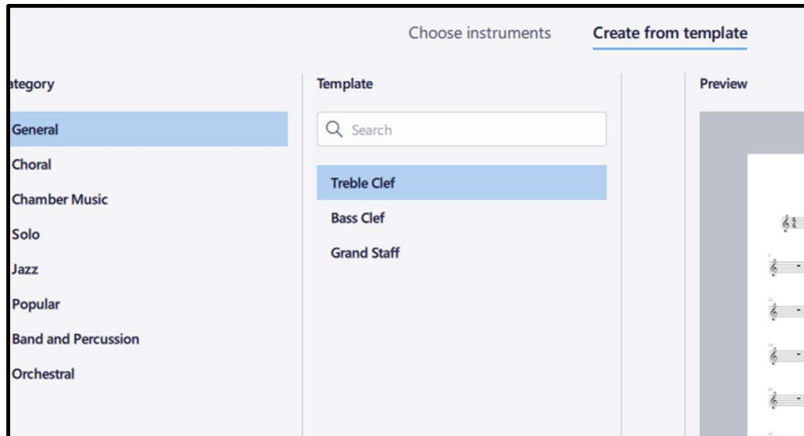 Choose instruments
Create from template
ategory
General
Choral
Chamber Music
Solo
Jazz
Popular
Band and Percussion
Orchestral
Template
Search
Treble Clef
Bass Clef
Grand Staff
Preview